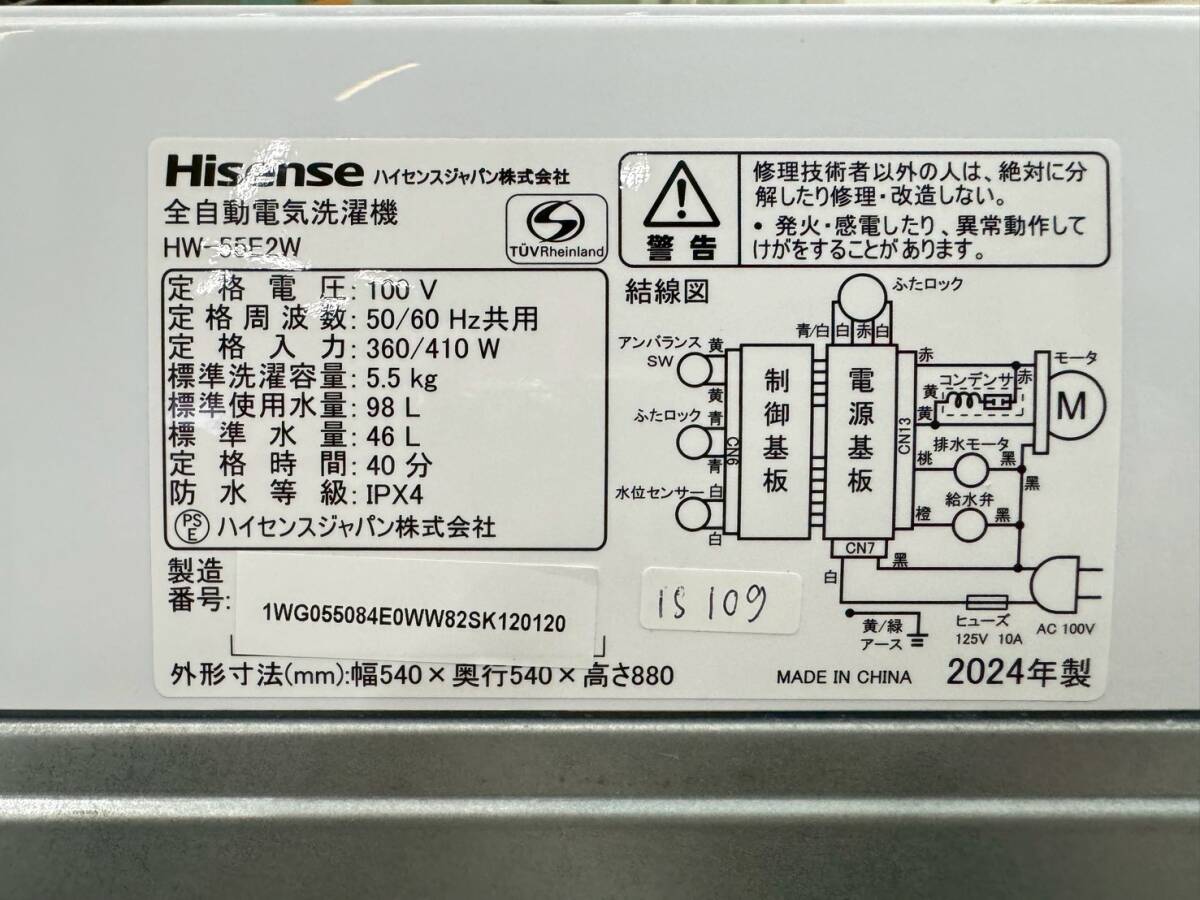 Hisense ハイセンスジャパン株式会社
全自動電気洗濯機
HW-55E2W
TÜVRheinland
定格電圧: 100 V
定格周波数: 50/60 Hz共用
定格入力: 360/410 W
標準洗濯容量: 5.5 kg
標準使用水量: 98 L
標準水量: 46 L
定格時間: 40 分
防水等級: IPX4
PS
E
ハイセンスジャパン株式会社
製造
番号:
1WG055084E0WW82SK120120
外形寸法(mm):幅540×奥行540×高さ880
警告
修理技術者以外の人は、絶対に分
解したり修理・改造しない。
・発火・感電したり、異常動作して
けがをすることがあります。
結線図
ふたロック
青/白 白 赤 白
アンバランス
SW
黄
黄
ふたロック
青
青
水位センサー
白
白
CN6
制御基板
電源基板
CN13
CN7
赤
コンデンサ
赤
黄
黄
モータ
M
排水モータ
桃
黒
黒
給水弁
橙
黒
黒
白
ヒューズ
125V 10A
AC 100V
黄/緑
アース
1S 109
MADE IN CHINA
2024年製